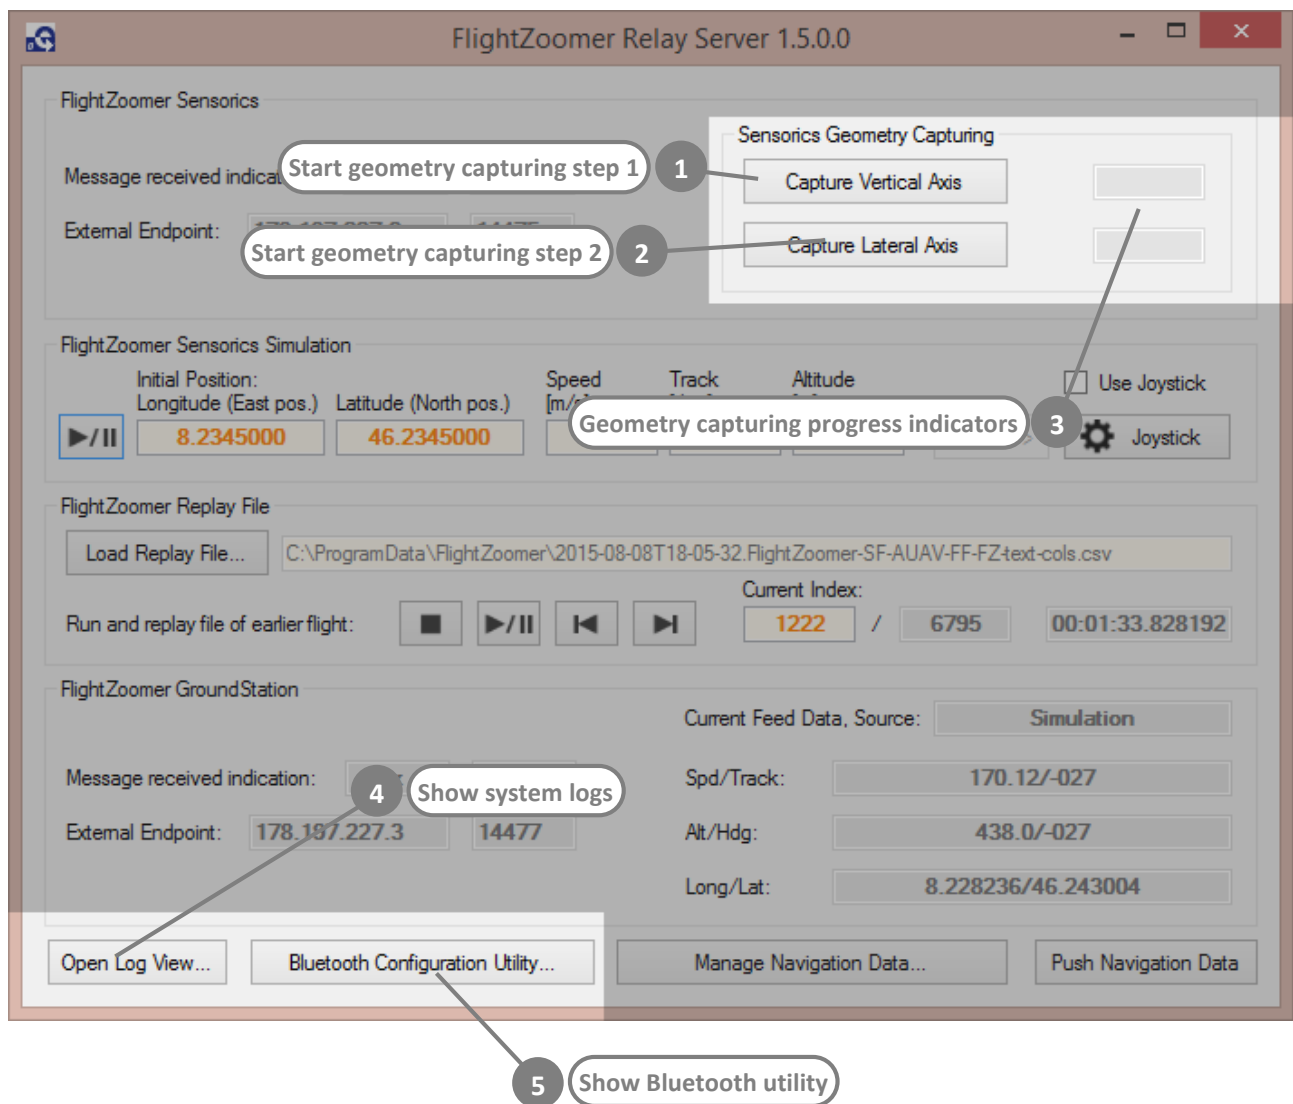 FlightZoomer Relay Server 1.5.0.0
FlightZoomer Sensorics
Sensorics Geometry Capturing
Start geometry capturing step 1
1
Message received indicat
Capture Vertical Axis
External Endpoint:
Start geometry capturing step 2
2
Capture Lateral Axis
FlightZoomer Sensorics Simulation
Initial Position:
Longitude (East pos.)
Latitude (North pos.)
Speed
Track
Altitude
Use Joystick
8.2345000
46.2345000
Geometry capturing progress indicators
3
Joystick
FlightZoomer Replay File
Load Replay File...
C:\ProgramData\FlightZoomer\2015-08-08T18-05-32.FlightZoomer-SF-AUAV-FF-FZ-text-cols.csv
Current Index:
Run and replay file of earlier flight:
1222
/
6795
00:01:33.828192
FlightZoomer GroundStation
Current Feed Data, Source:
Simulation
Message received indication:
4
Show system logs
Spd/Track:
170.12/-027
External Endpoint:
178.197.227.3
14477
Alt/Hdg:
438.0/-027
Long/Lat:
8.228236/46.243004
Open Log View...
Bluetooth Configuration Utility...
Manage Navigation Data...
Push Navigation Data
5
Show Bluetooth utility